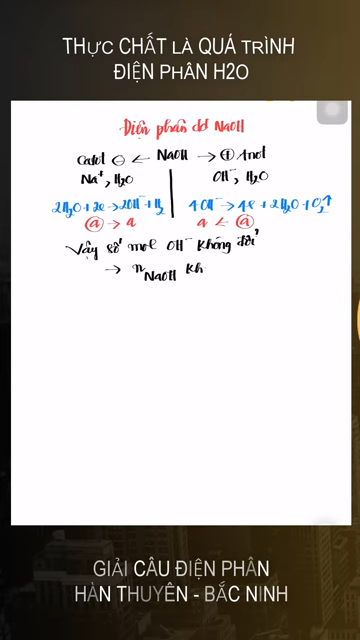 THỰC CHẤT LÀ QUÁ TRÌNH
ĐIỆN PHÂN H2O
Điện phân dd NaOH
Catot ⊖ ← NaOH → ⊕ Anot
Na⁺, H₂O OH⁻, H₂O
2H₂O + 2e → 2OH⁻ + H₂ 4OH⁻ → 4e + 2H₂O + O₂↑
ⓐ → a a ← ⓐ
Vậy số mol OH⁻ không đổi
→ n NaOH kh
GIẢI CÂU ĐIỆN PHÂN
HÀN THUYÊN - BẮC NINH